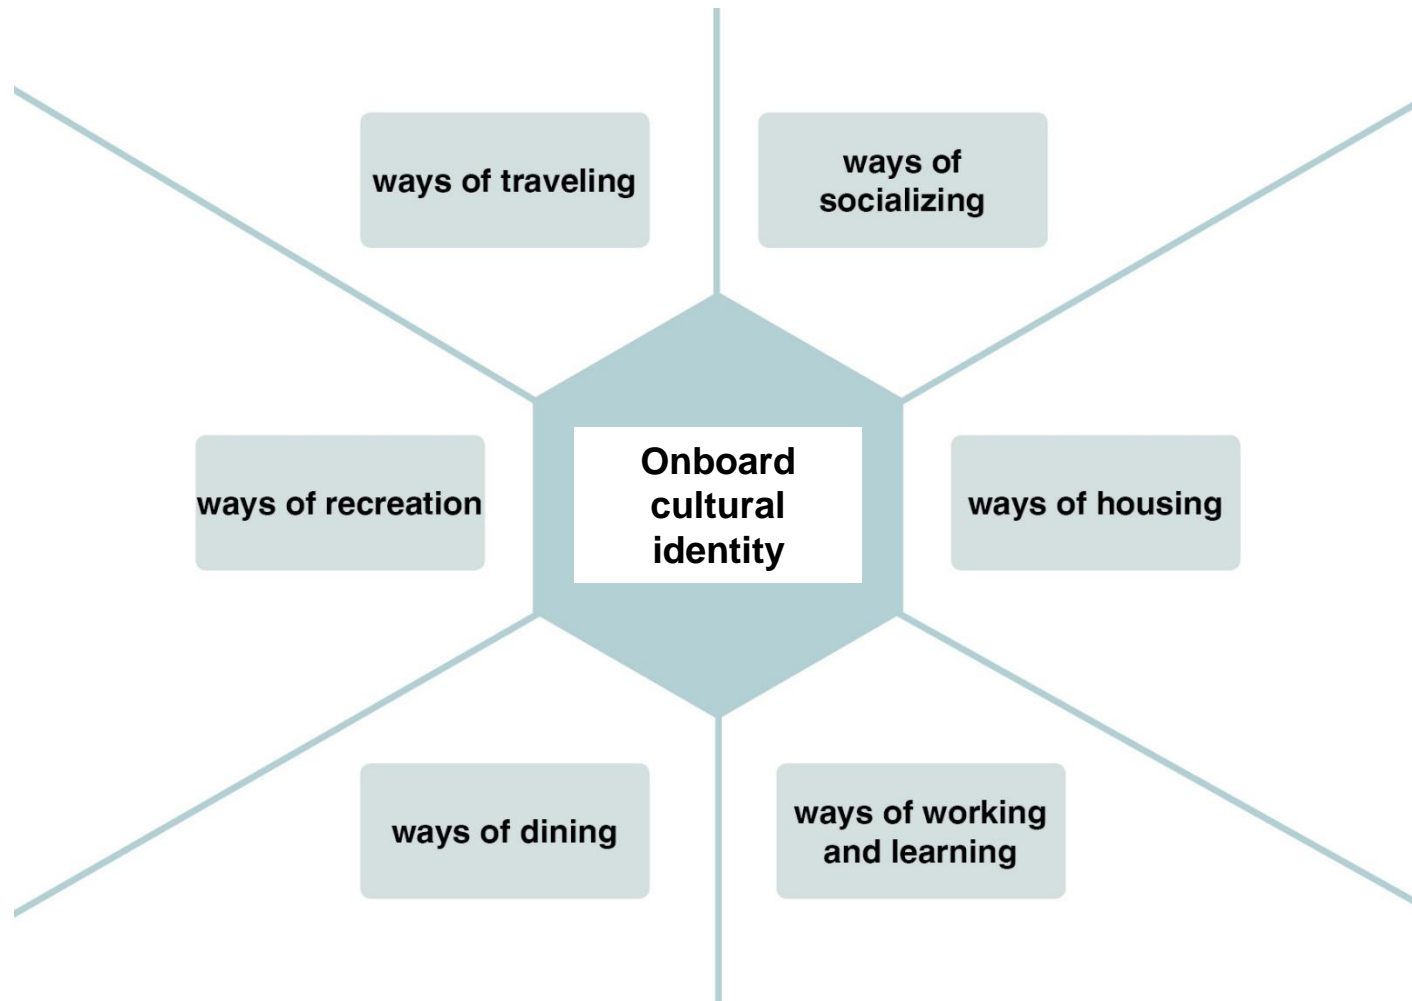 ways of traveling
ways of
socializing
ways of recreation
Onboard
cultural
identity
ways of housing
ways of dining
ways of working
and learning